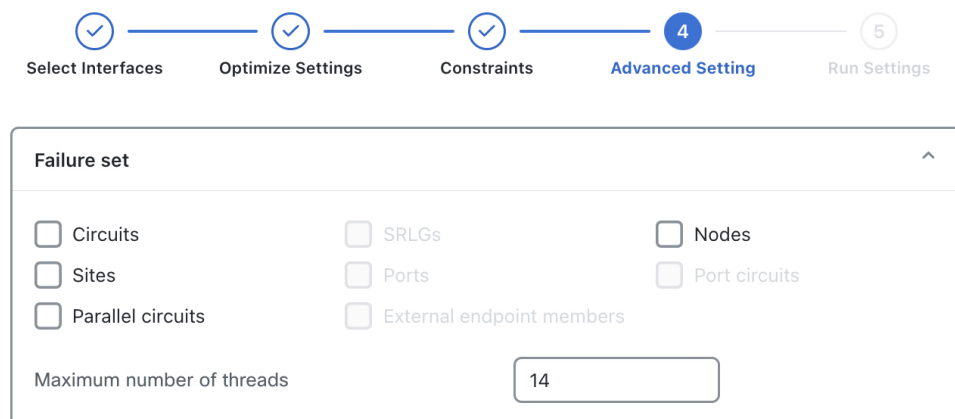 4
5
Select Interfaces
Optimize Settings
Constraints
Advanced Setting
Run Settings
Failure set
Circuits
SRLGs
Nodes
Sites
Ports
Port circuits
Parallel circuits
External endpoint members
Maximum number of threads
14